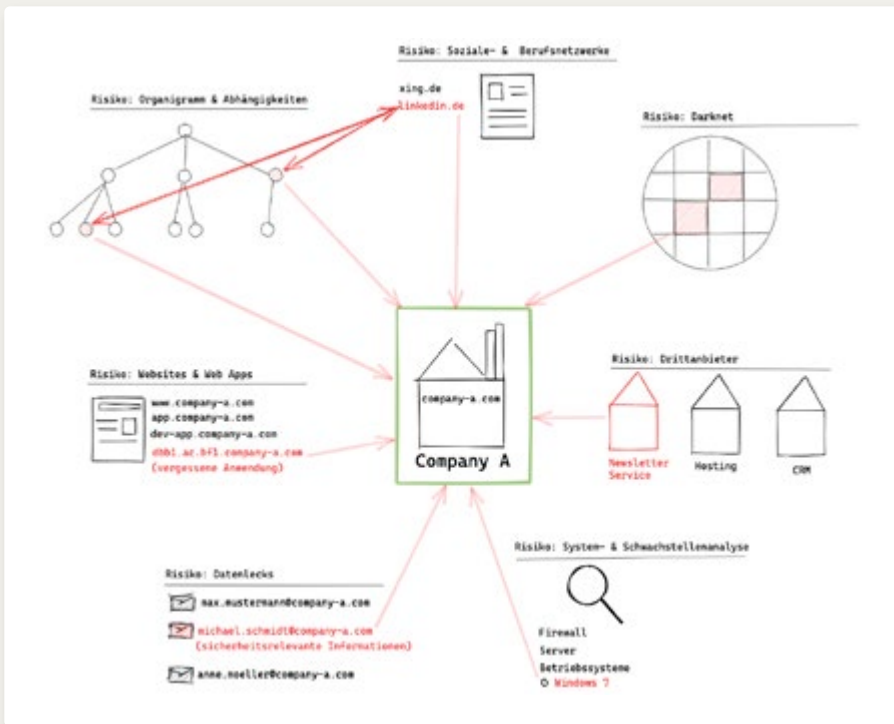 Risiko: Soziale- & Berufsnetzwerke
xing.de
linkedin.de
Risiko: Organigramm & Abhängigkeiten
Risiko: Darknet
Risiko: Websites & Web Apps
www.company-a.com
app.company-a.com
dev-app.company-a.com
(vergessene Anwendung)
company-a.com
Company A
Risiko: Drittanbieter
Newsletter
Service
Hosting
CRM
Risiko: Datenlecks
max.mustermann@company-a.com
michael.schmidt@company-a.com
(sicherheitsrelevante Informationen)
anne.moeller@company-a.com
Risiko: System- & Schwachstellenanalyse
Firewall
Server
Betriebssysteme
Windows 7